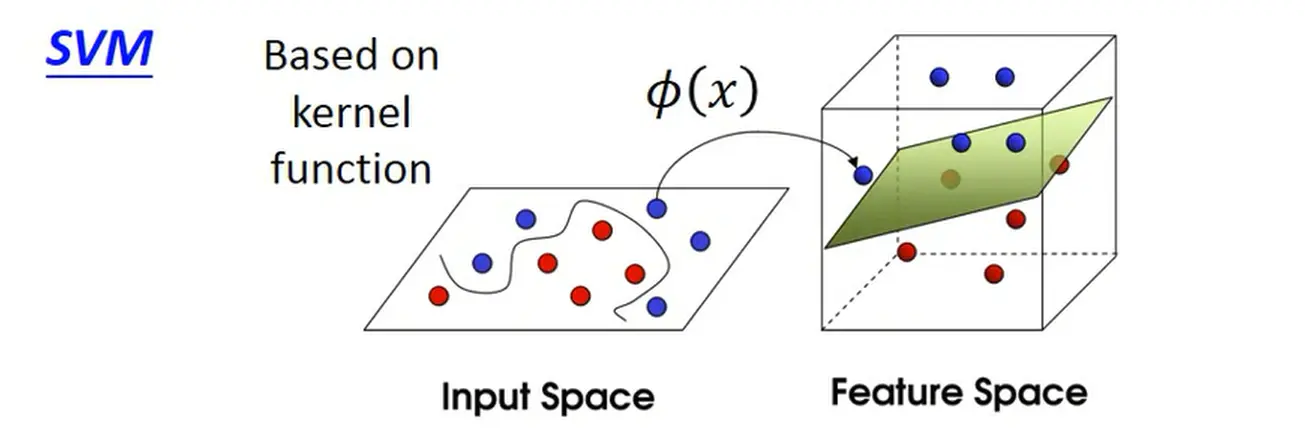 SVM
Based on
kernel
function
ϕ(x)
Input Space
Feature Space